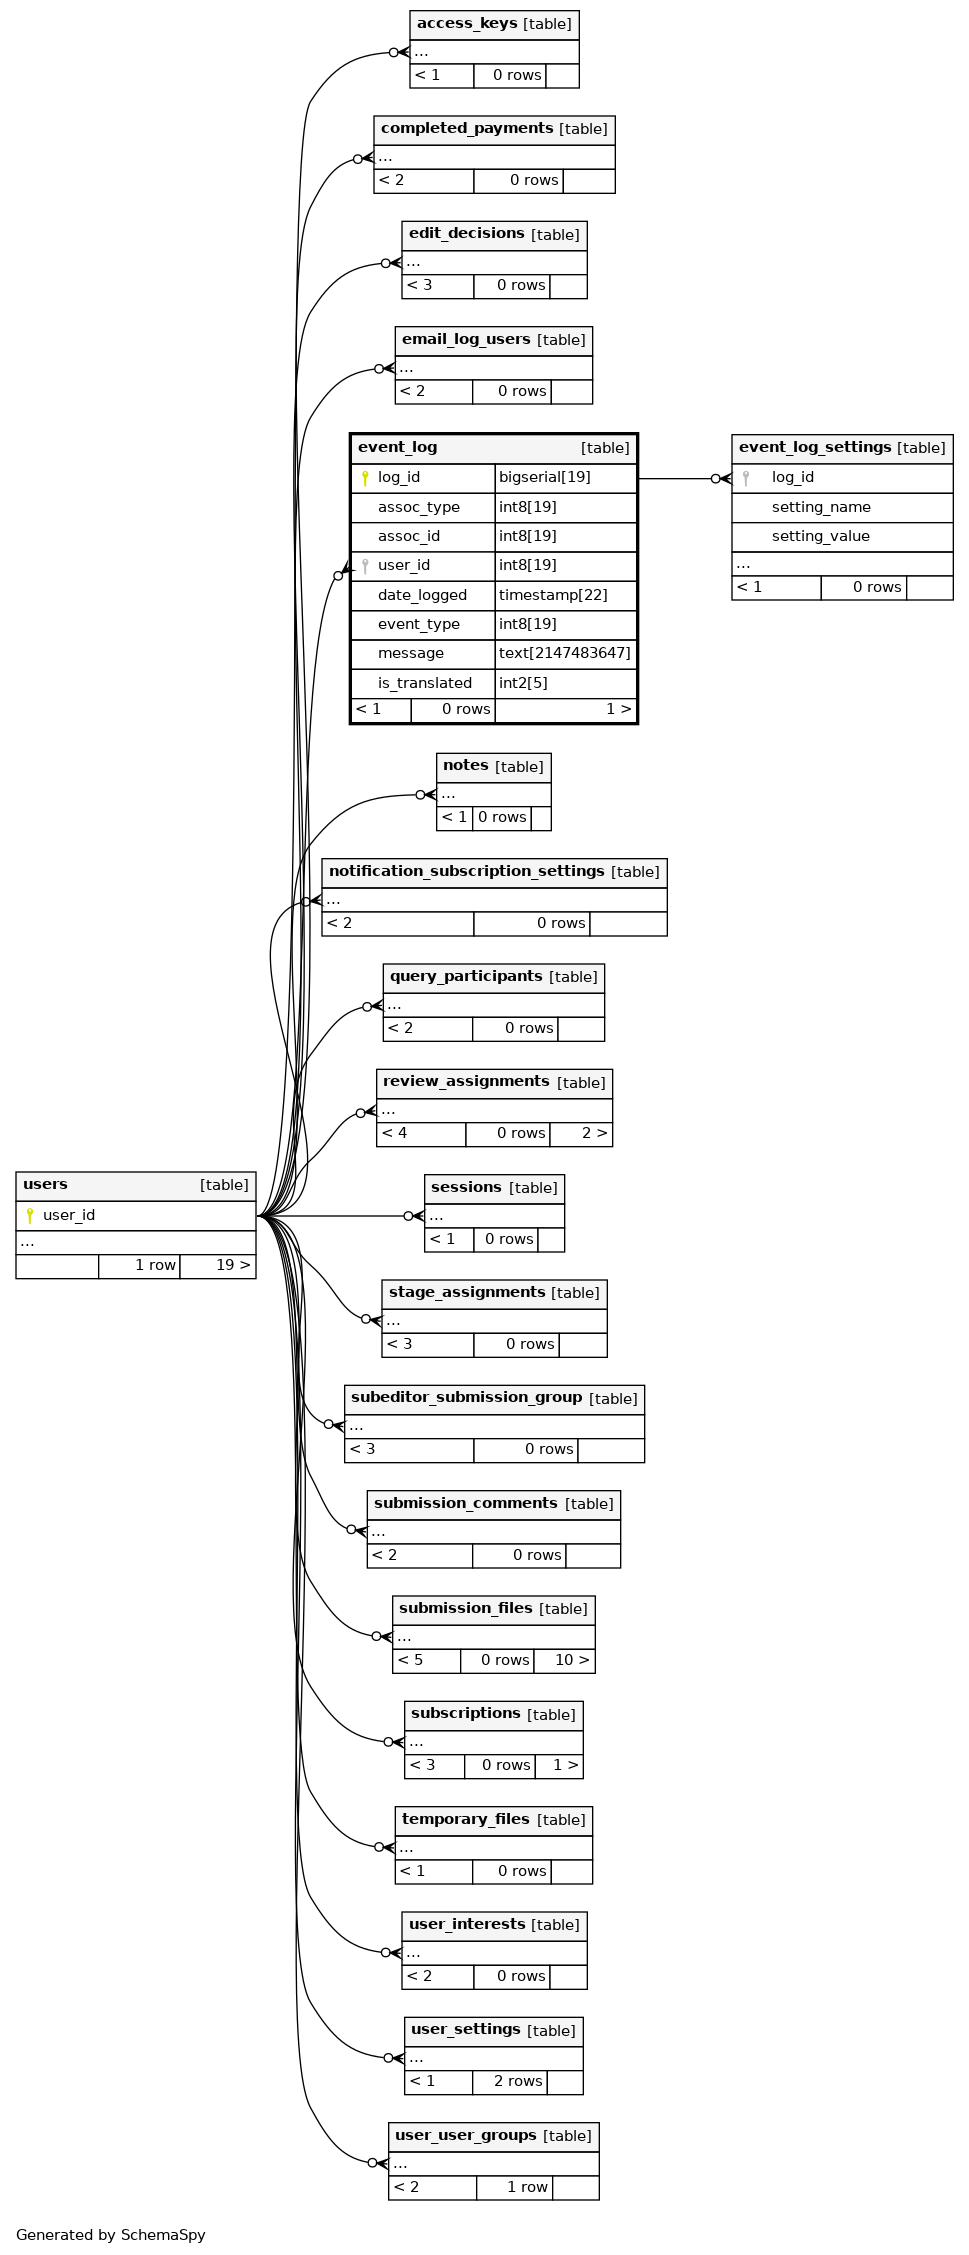 access_keys [table]
...
< 1 0 rows
completed_payments [table]
...
< 2 0 rows
edit_decisions [table]
...
< 3 0 rows
email_log_users [table]
...
< 2 0 rows
event_log [table]
log_id bigserial[19]
assoc_type int8[19]
assoc_id int8[19]
user_id int8[19]
date_logged timestamp[22]
event_type int8[19]
message text[2147483647]
is_translated int2[5]
< 1 0 rows 1 >
event_log_settings [table]
log_id
setting_name
setting_value
...
< 1 0 rows
notes [table]
...
< 1 0 rows
notification_subscription_settings [table]
...
< 2 0 rows
query_participants [table]
...
< 2 0 rows
review_assignments [table]
...
< 4 0 rows 2 >
users [table]
user_id
...
1 row 19 >
sessions [table]
...
< 1 0 rows
stage_assignments [table]
...
< 3 0 rows
subeditor_submission_group [table]
...
< 3 0 rows
submission_comments [table]
...
< 2 0 rows
submission_files [table]
...
< 5 0 rows 10 >
subscriptions [table]
...
< 3 0 rows 1 >
temporary_files [table]
...
< 1 0 rows
user_interests [table]
...
< 2 0 rows
user_settings [table]
...
< 1 2 rows
user_user_groups [table]
...
< 2 1 row
Generated by SchemaSpy